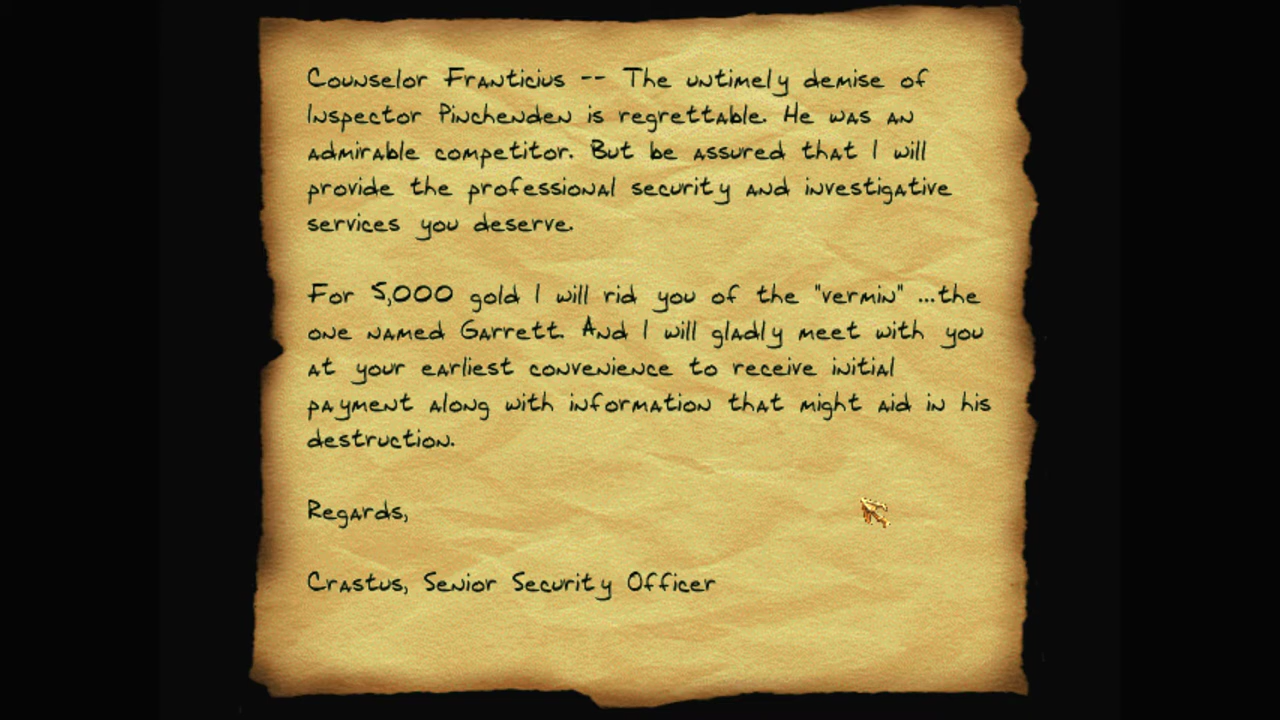 Counselor Franticius -- The untimely demise of
Inspector Pinchenden is regrettable. He was an
admirable competitor. But be assured that I will
provide the professional security and investigative
services you deserve.
For 5,000 gold I will rid you of the "vermin" ...the
one named Garrett. And I will gladly meet with you
at your earliest convenience to receive initial
payment along with information that might aid in his
destruction.
Regards,
Crastus, Senior Security Officer